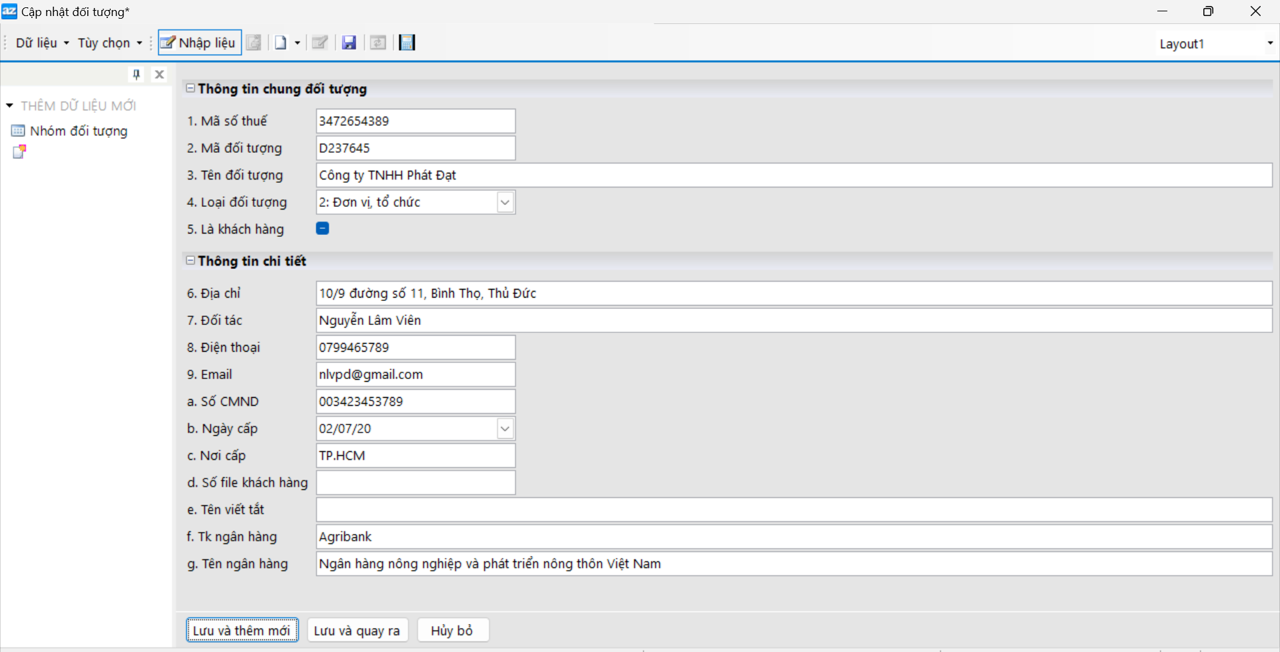 az Cập nhật đối tượng*
Dữ liệu Tùy chọn Nhập liệu Layout1
THÊM DỮ LIỆU MỚI
Nhóm đối tượng
Thông tin chung đối tượng
1. Mã số thuế 3472654389
2. Mã đối tượng D237645
3. Tên đối tượng Công ty TNHH Phát Đạt
4. Loại đối tượng 2: Đơn vị, tổ chức
5. Là khách hàng
Thông tin chi tiết
6. Địa chỉ 10/9 đường số 11, Bình Thọ, Thủ Đức
7. Đối tác Nguyễn Lâm Viên
8. Điện thoại 0799465789
9. Email nlvpd@gmail.com
a. Số CMND 003423453789
b. Ngày cấp 02/07/20
c. Nơi cấp TP.HCM
d. Số file khách hàng
e. Tên viết tắt
f. Tk ngân hàng Agribank
g. Tên ngân hàng Ngân hàng nông nghiệp và phát triển nông thôn Việt Nam
Lưu và thêm mới Lưu và quay ra Hủy bỏ